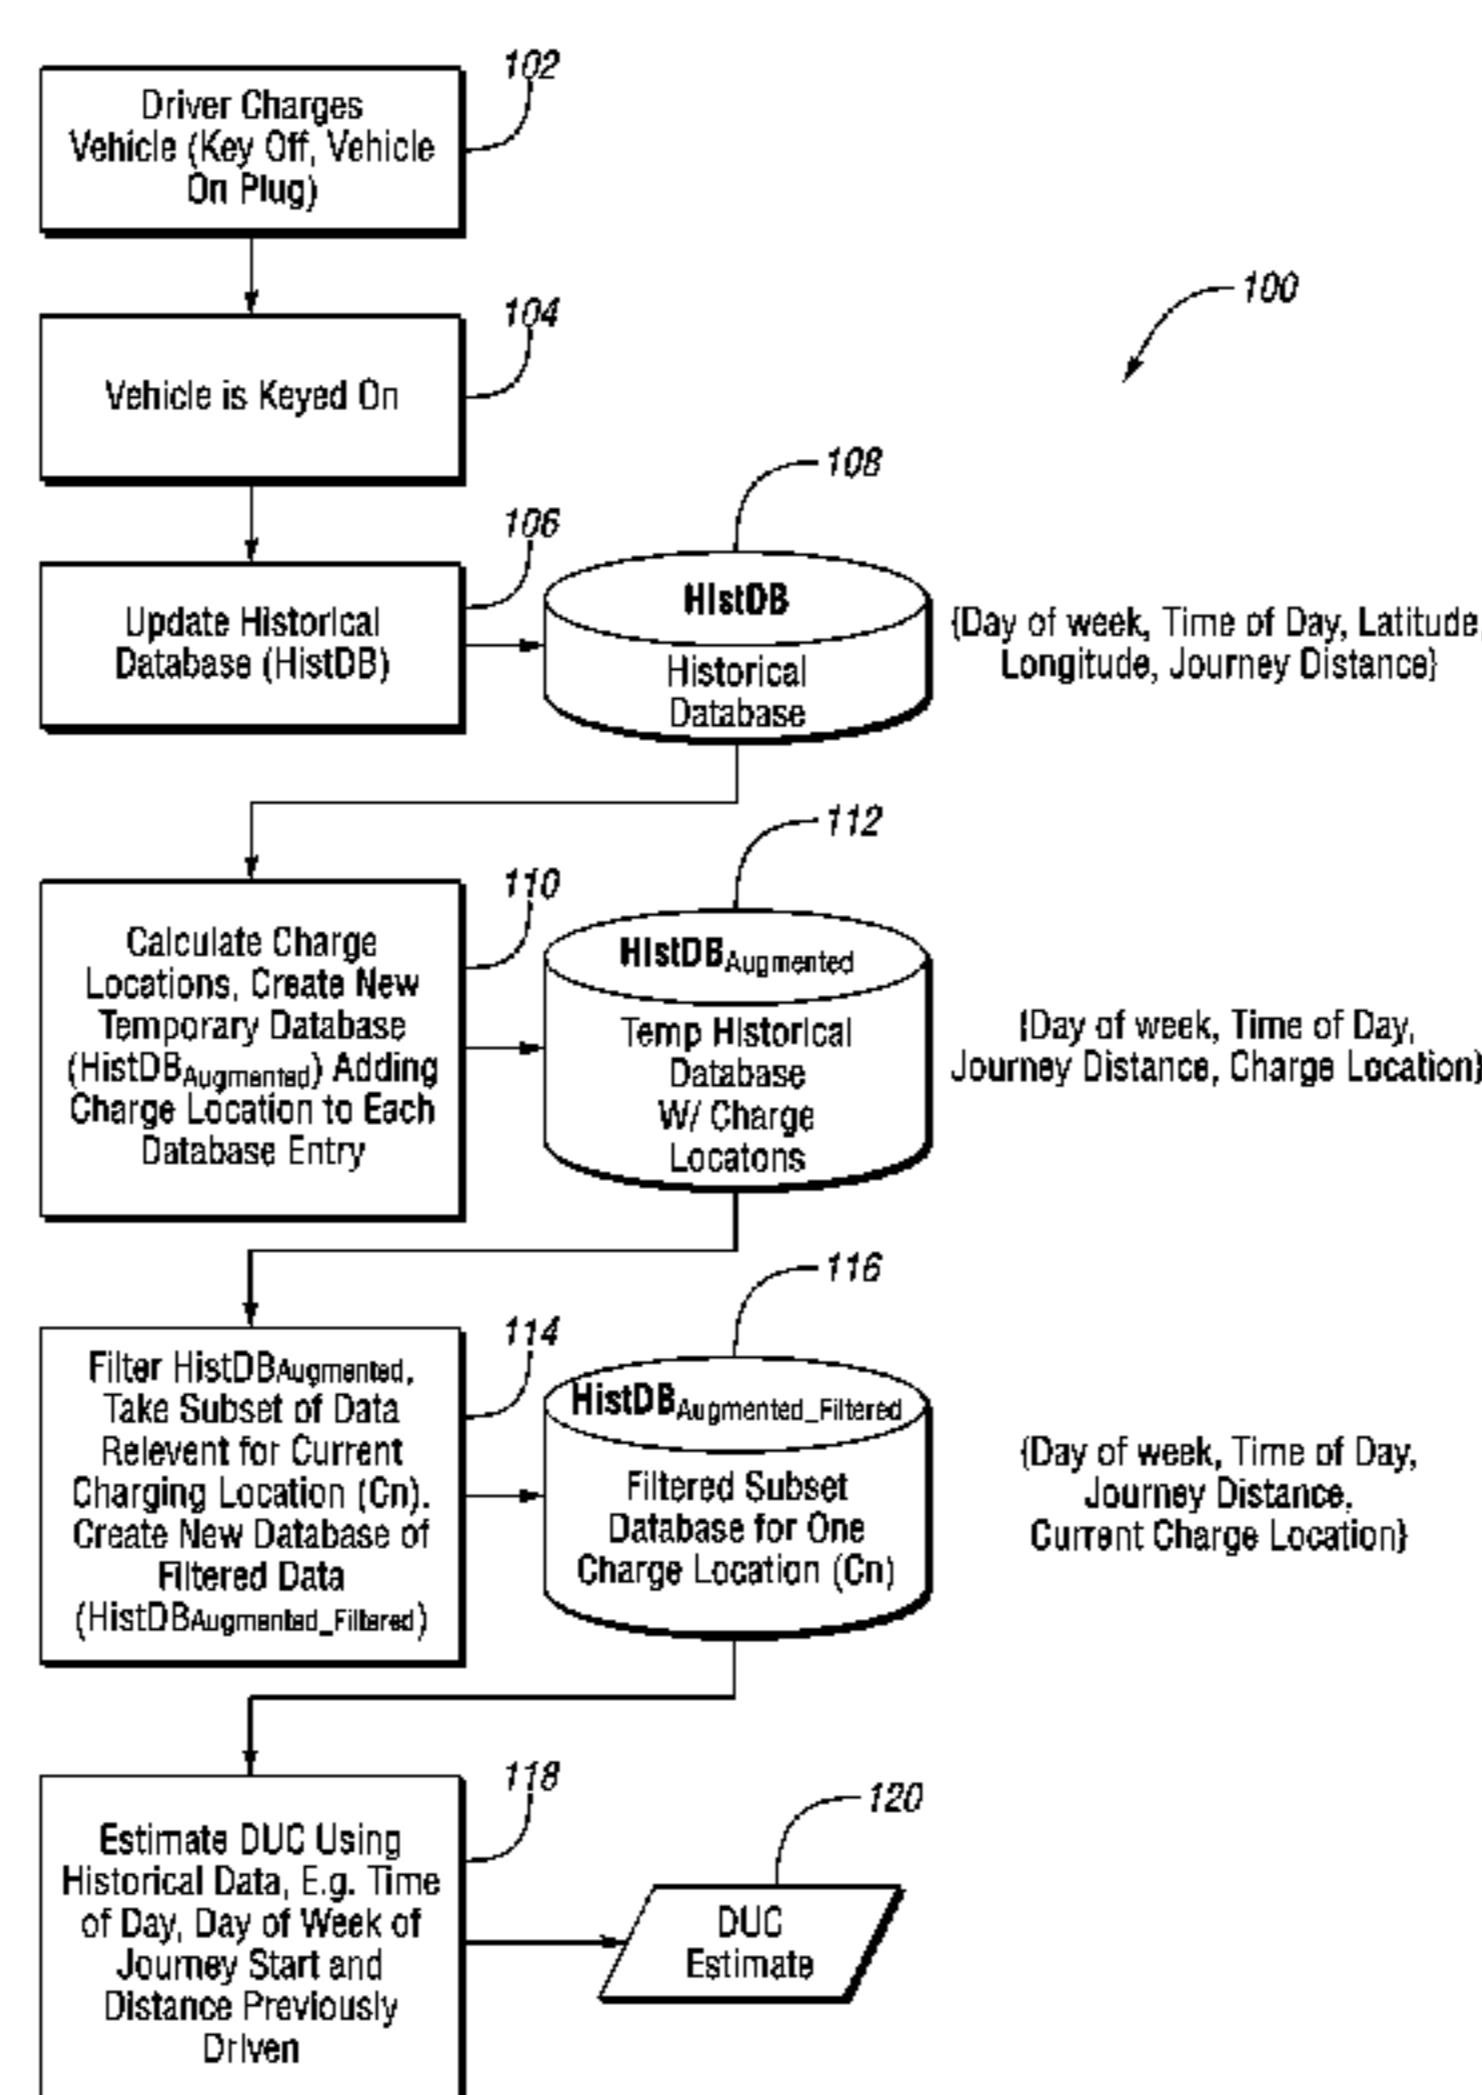 102
Driver Charges
Vehicle (Key Off, Vehicle
On Plug)
100
104
Vehicle is Keyed On
108
106
Update Historical
Database (HistDB)
HistDB
Historical
Database
{Day of week, Time of Day, Latitude,
Longitude, Journey Distance}
112
110
Calculate Charge
Locations, Create New
Temporary Database
(HistDBAugmented) Adding
Charge Location to Each
Database Entry
HistDBAugmented
Temp Historical
Database
W/ Charge
Locatons
{Day of week, Time of Day,
Journey Distance, Charge Location}
116
114
Filter HistDBAugmented,
Take Subset of Data
Relevent for Current
Charging Location (Cn).
Create New Database of
Filtered Data
(HistDBAugmented_Filtered)
HistDBAugmented_Filtered
Filtered Subset
Database for One
Charge Location (Cn)
{Day of week, Time of Day,
Journey Distance,
Current Charge Location}
118
Estimate DUC Using
Historical Data, E.g. Time
of Day, Day of Week of
Journey Start and
Distance Previously
Driven
120
DUC
Estimate